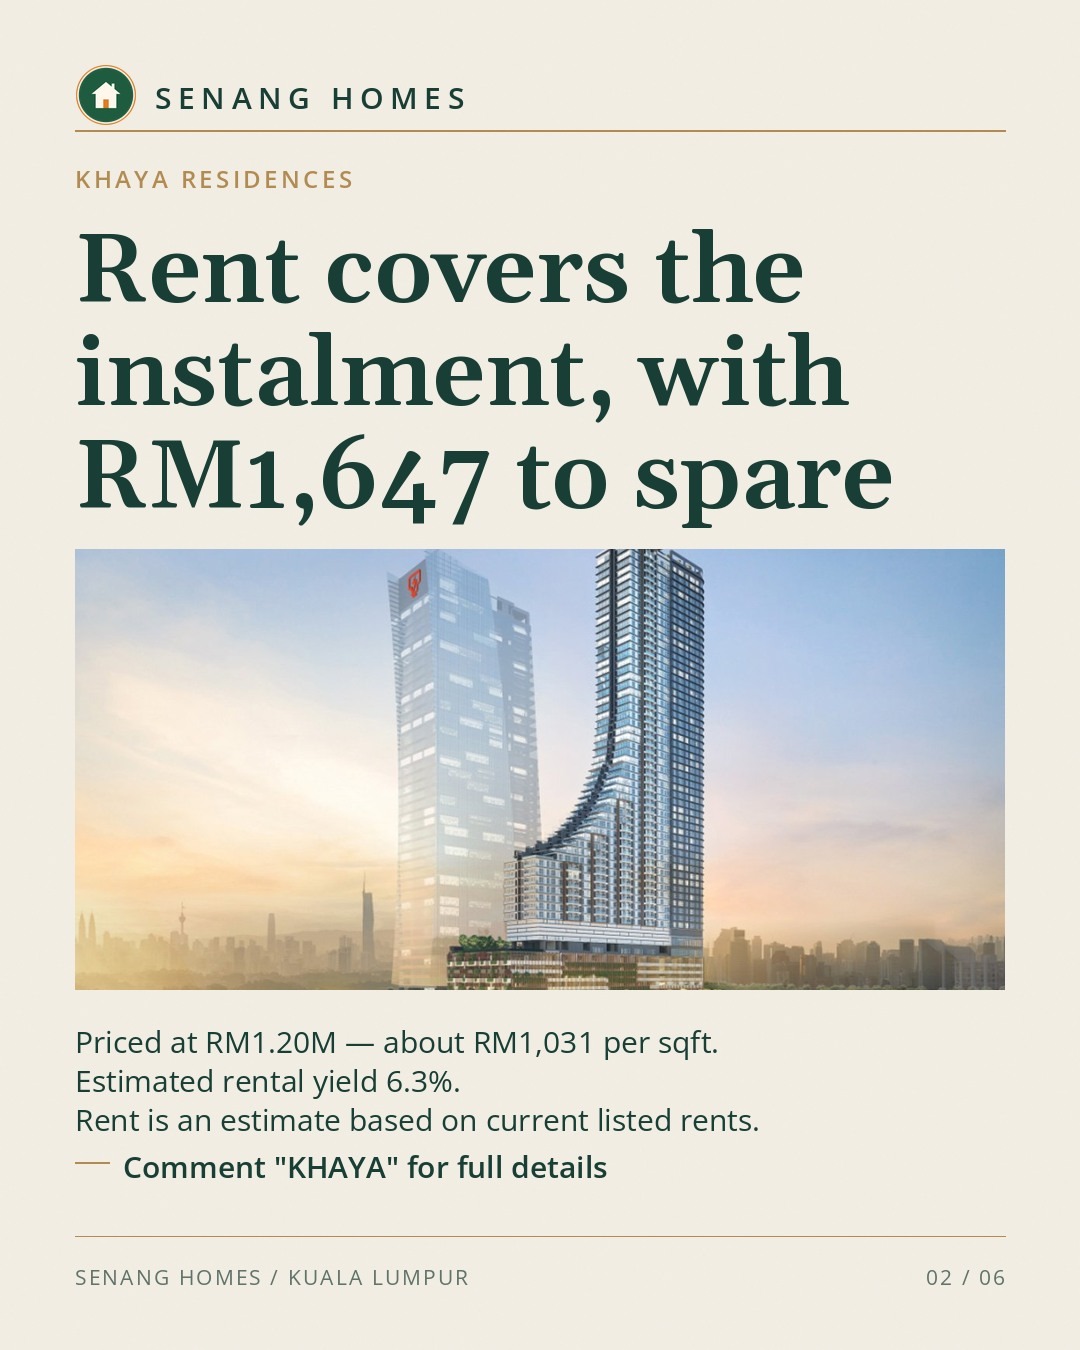 SENANG HOMES
KHAYA RESIDENCES
Rent covers the
instalment, with
RM1,647 to spare
Priced at RM1.20M — about RM1,031 per sqft.
Estimated rental yield 6.3%.
Rent is an estimate based on current listed rents.
Comment "KHAYA" for full details
SENANG HOMES / KUALA LUMPUR
02 / 06